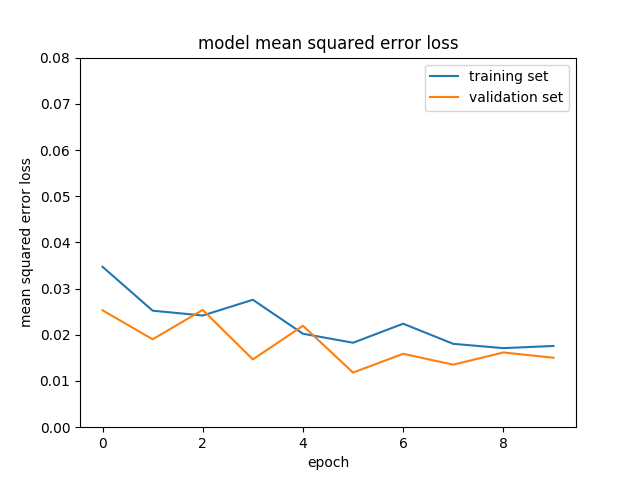 model mean squared error loss
0.08
0.07
0.06
0.05
0.04
0.03
0.02
0.01
0.00
mean squared error loss
training set
validation set
0
2
4
6
8
epoch